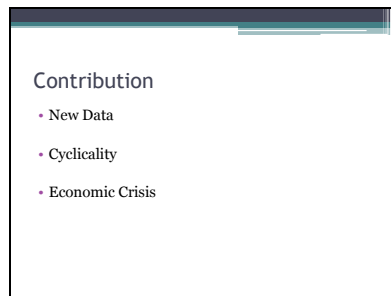 Contribution
• New Data
• Cyclicality
• Economic Crisis